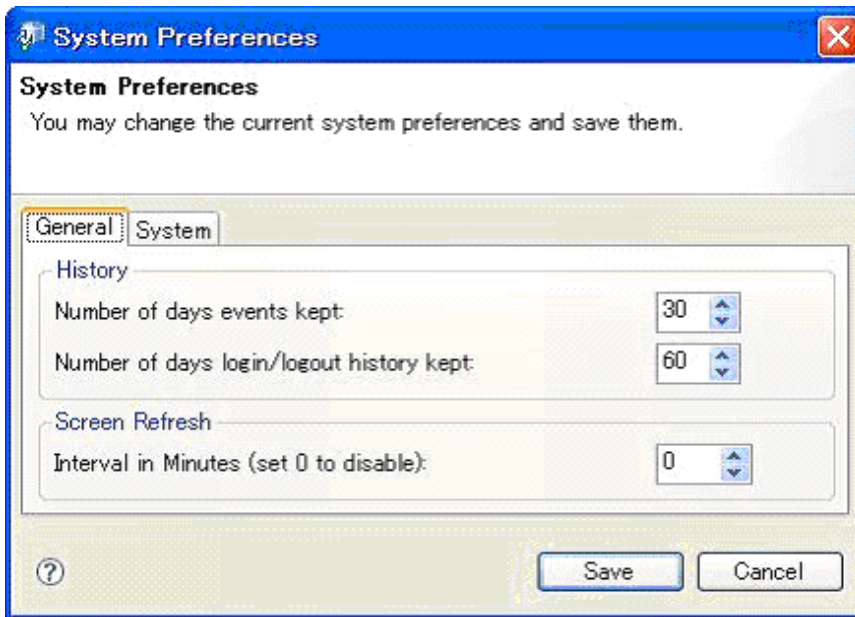 System Preferences
System Preferences
You may change the current system preferences and save them.
General System
History
Number of days events kept: 30
Number of days login/logout history kept: 60
Screen Refresh
Interval in Minutes (set 0 to disable): 0
? Save Cancel